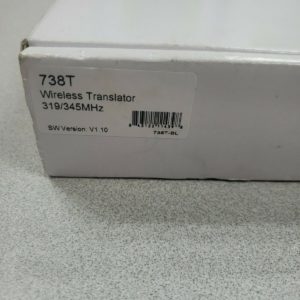 738T
Wireless Translator
319/345MHz
SW Version: V1.10
738T-BL